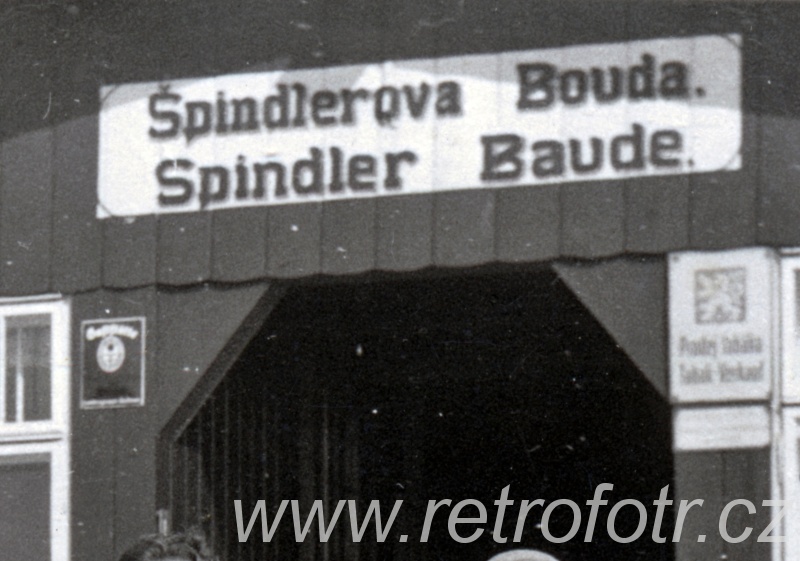 Špindlerova Bouda.
Spindler Baude.
Prodej tabáku
Tabak-Verkauf
www.retrofotr.cz